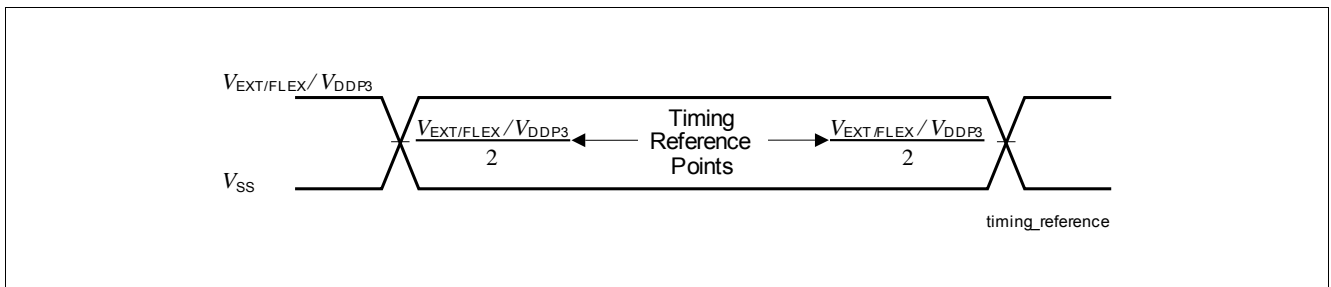 VEXT/FLEX / VDDP3
VEXT/FLEX / VDDP3
2
Timing
Reference
Points
VEXT/FLEX / VDDP3
2
VSS
timing_reference